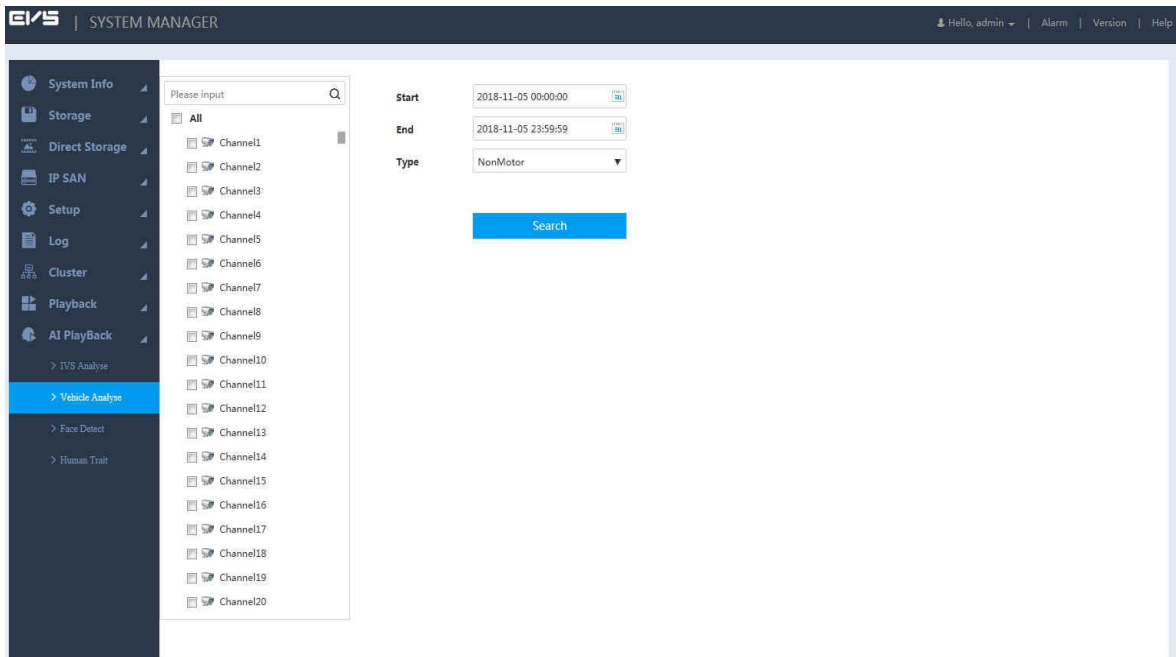 EVS | SYSTEM MANAGER
Hello, admin | Alarm | Version | Help
System Info
Storage
Direct Storage
IP SAN
Setup
Log
Cluster
Playback
AI PlayBack
> IVS Analyse
> Vehicle Analyse
> Face Detect
> Human Trait
Please input
All
Channel1
Channel2
Channel3
Channel4
Channel5
Channel6
Channel7
Channel8
Channel9
Channel10
Channel11
Channel12
Channel13
Channel14
Channel15
Channel16
Channel17
Channel18
Channel19
Channel20
Start 2018-11-05 00:00:00
End 2018-11-05 23:59:59
Type NonMotor
Search